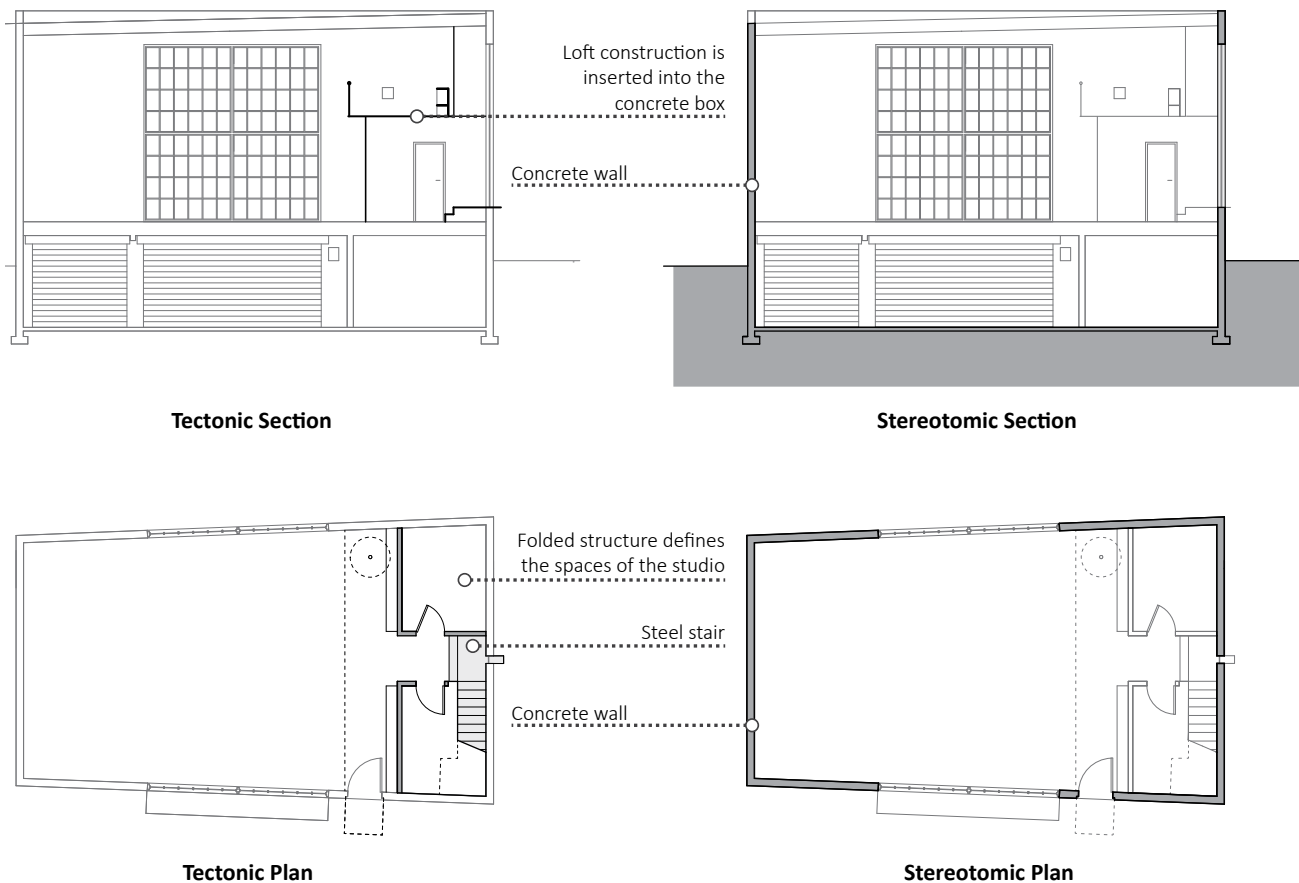 Loft construction is
inserted into the
concrete box
Concrete wall
Tectonic Section
Stereotomic Section
Folded structure defines
the spaces of the studio
Steel stair
Concrete wall
Tectonic Plan
Stereotomic Plan